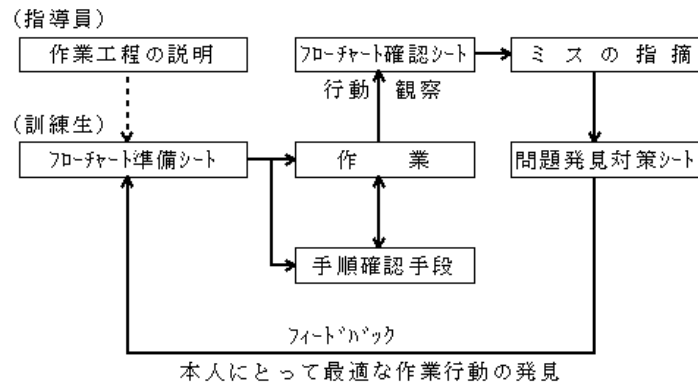 (指導員)
作業工程の説明
ﾌﾛｰﾁｬｰﾄ確認シート
ミスの指摘
行動観察
(訓練生)
ﾌﾛｰﾁｬｰﾄ準備シート
作業
問題発見対策シート
手順確認手段
ﾌｨｰﾄﾞﾊﾞｯｸ
本人にとって最適な作業行動の発見